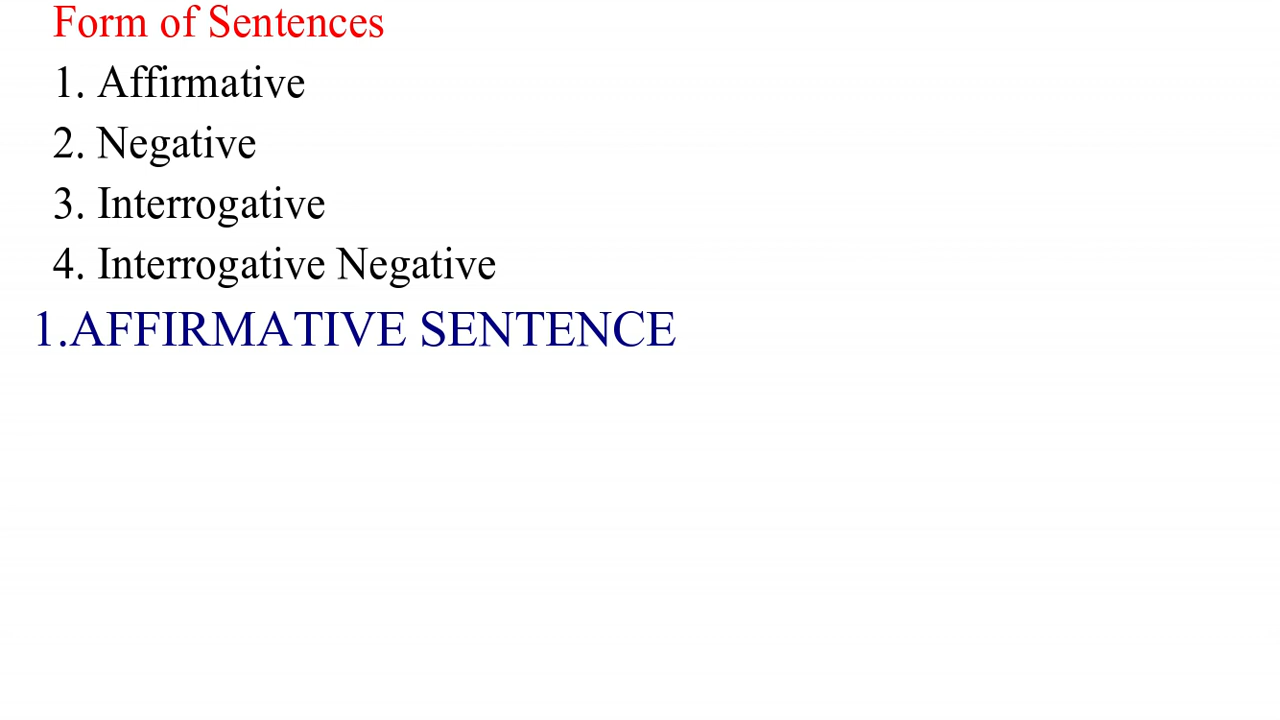 Form of Sentences
1. Affirmative
2. Negative
3. Interrogative
4. Interrogative Negative
1.AFFIRMATIVE SENTENCE